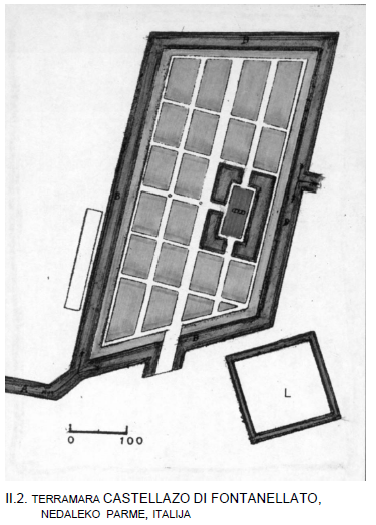 B
B
B
A
L
0 100
II.2. TERRAMARA CASTELLAZO DI FONTANELLATO,
NEDALEKO PARME, ITALIJA